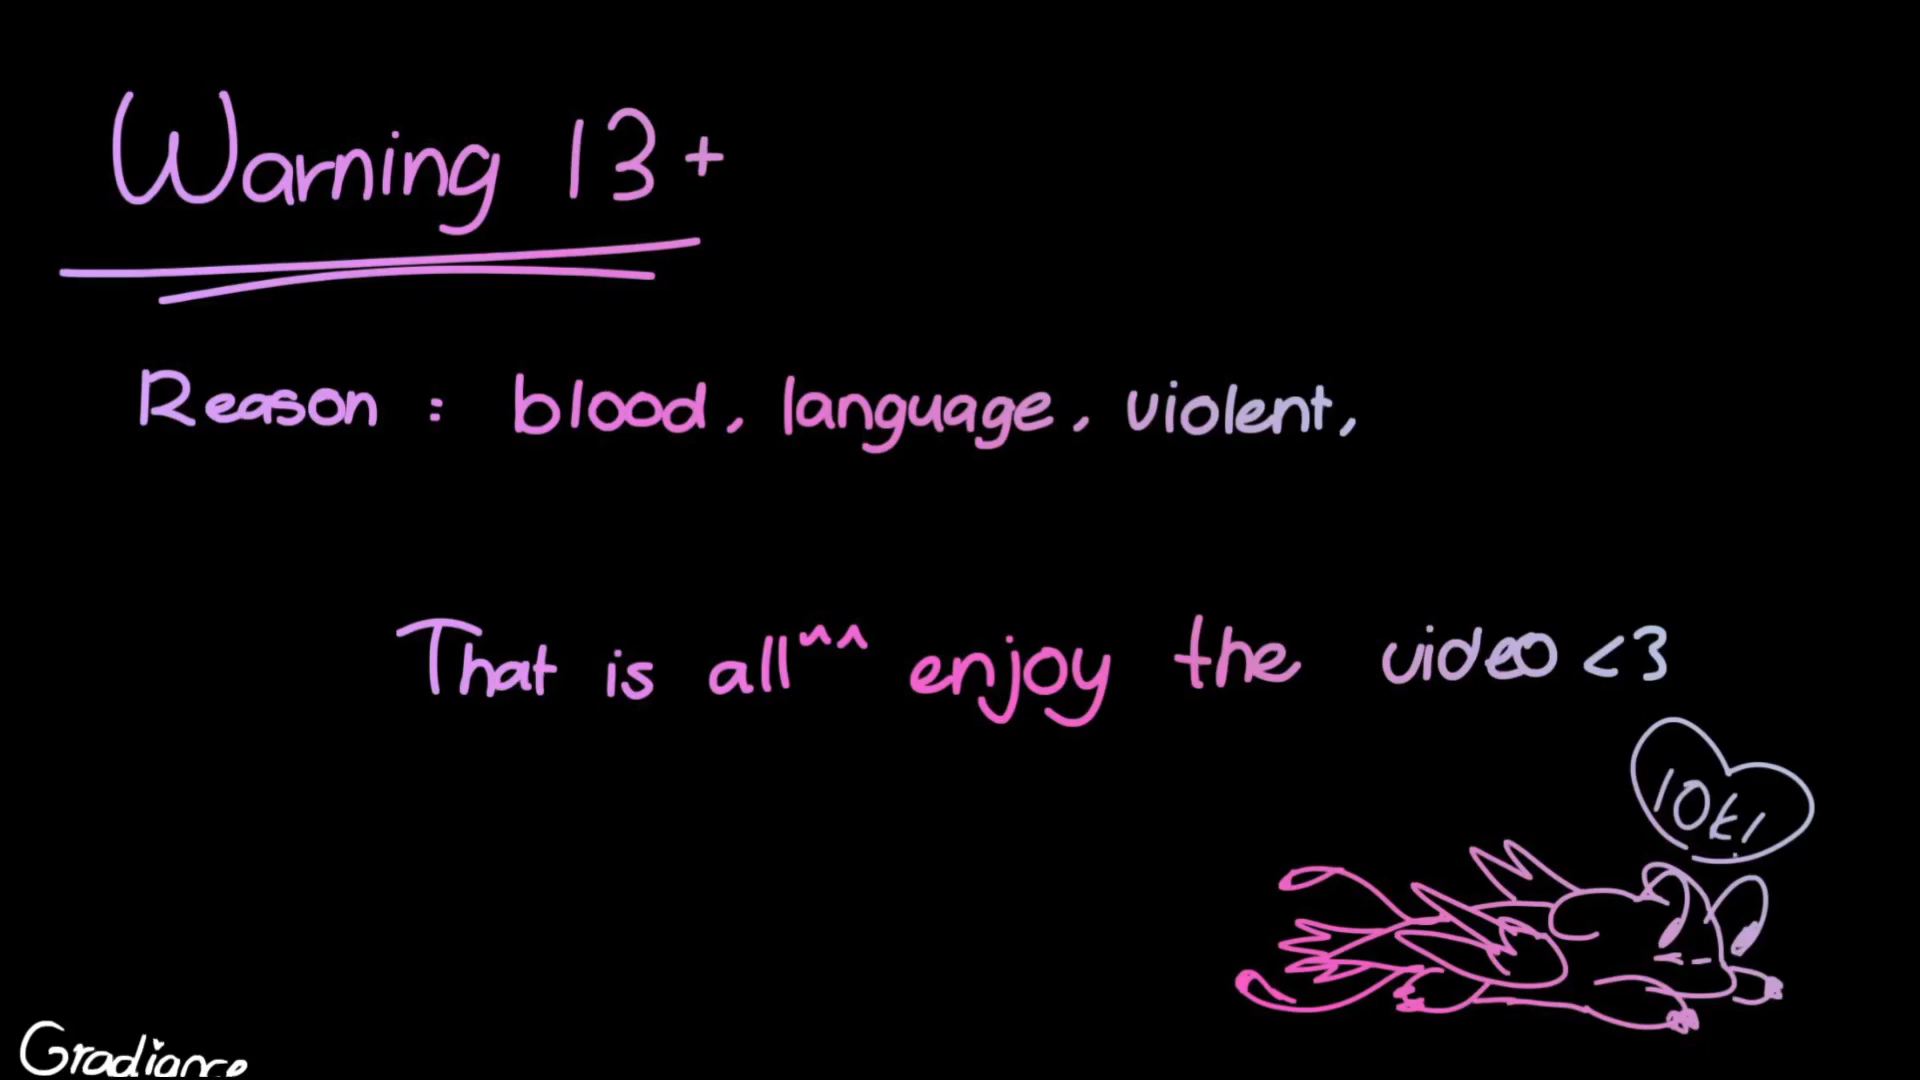 Warning 13+
Reason : blood, language, violent,
That is all^^ enjoy the video <3
loki
Gradiance